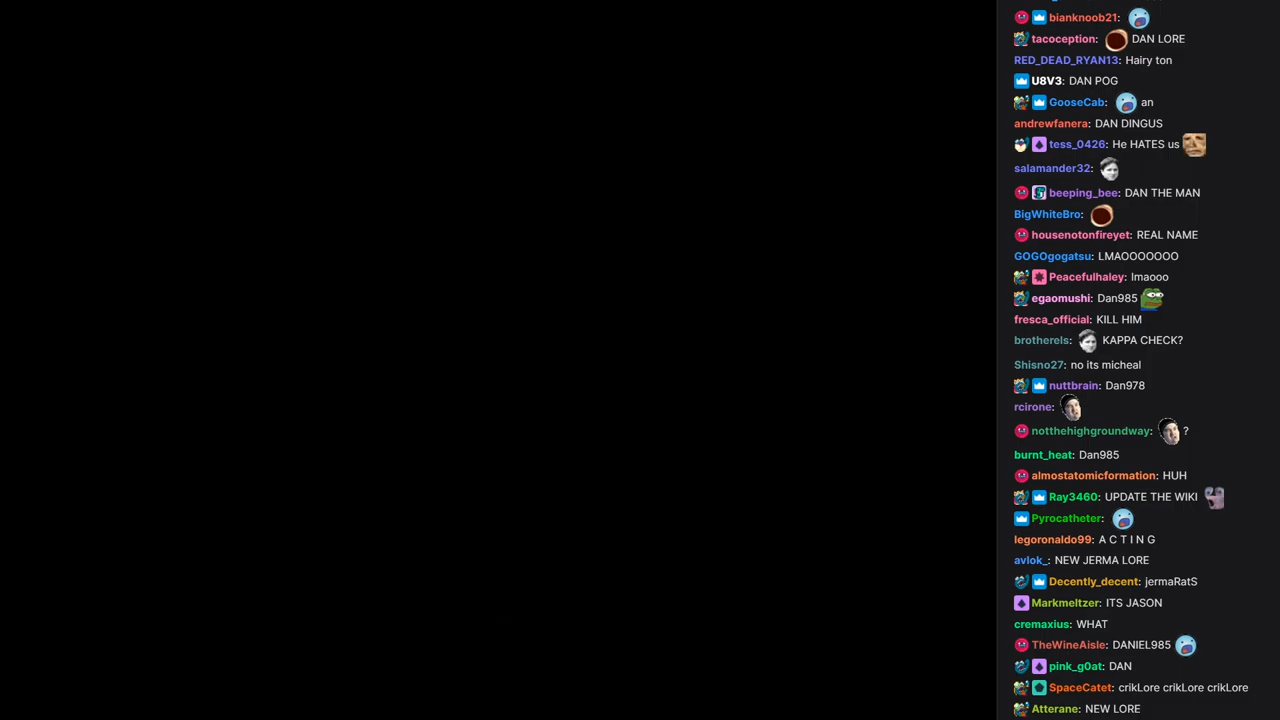 bianknoob21:
tacoception: DAN LORE
RED_DEAD_RYAN13: Hairy ton
U8V3: DAN POG
GooseCab: an
andrewfanera: DAN DINGUS
tess_0426: He HATES us
salamander32:
beeping_bee: DAN THE MAN
BigWhiteBro:
housenotonfireyet: REAL NAME
GOGOgogatsu: LMAOOOOOOO
Peacefulhaley: lmaooo
egaomushi: Dan985
fresca_official: KILL HIM
brotherels: KAPPA CHECK?
Shisno27: no its micheal
nuttbrain: Dan978
rcirone:
notthehighgroundway: ?
burnt_heat: Dan985
almostatomicformation: HUH
Ray3460: UPDATE THE WIKI
Pyrocatheter:
legoronaldo99: A C T I N G
avlok_: NEW JERMA LORE
Decently_decent: jermaRatS
Markmeltzer: ITS JASON
cremaxius: WHAT
TheWineAisle: DANIEL985
pink_g0at: DAN
SpaceCatet: crikLore crikLore crikLore
Atterane: NEW LORE